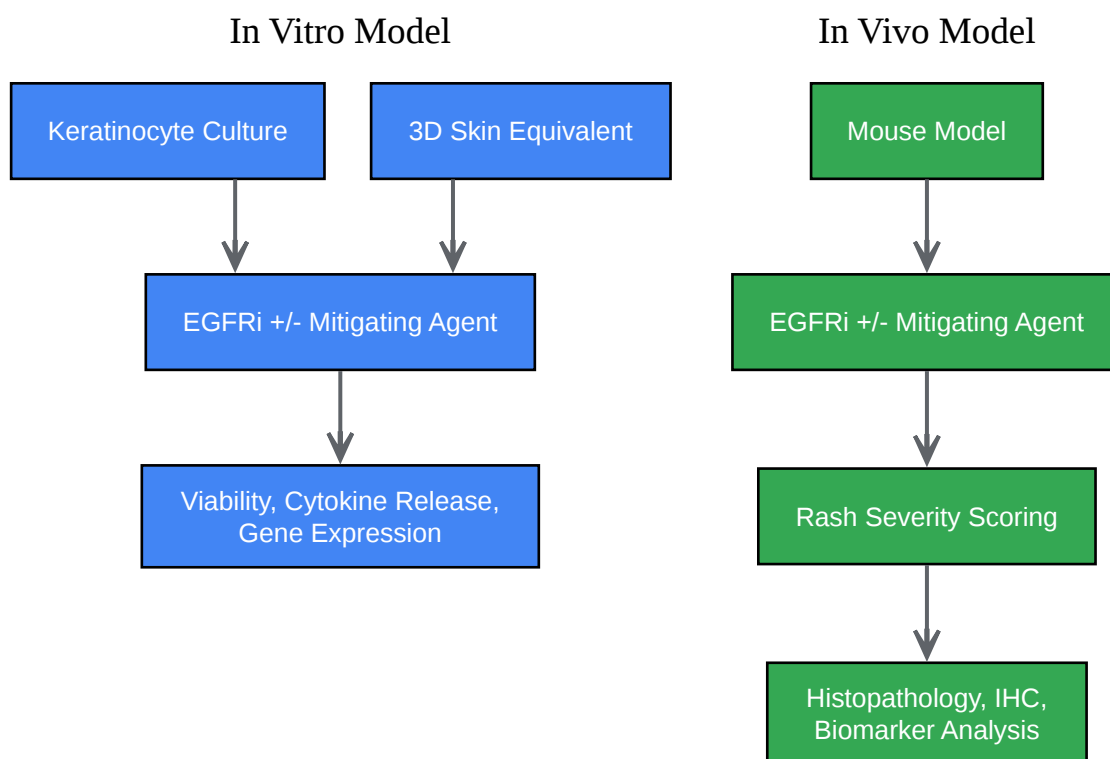 In Vitro Model
Keratinocyte Culture
3D Skin Equivalent
EGFRi +/- Mitigating Agent
Viability, Cytokine Release,
Gene Expression
In Vivo Model
Mouse Model
EGFRi +/- Mitigating Agent
Rash Severity Scoring
Histopathology, IHC,
Biomarker Analysis